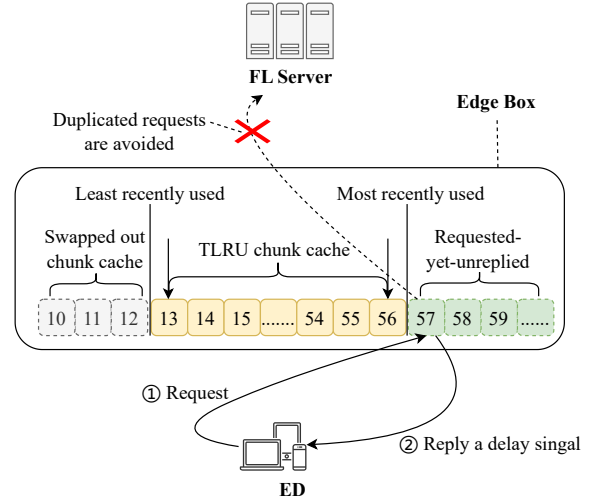 FL Server
Duplicated requests
are avoided
Edge Box
Least recently used
Most recently used
Swapped out
chunk cache
TLRU chunk cache
Requested-
yet-unreplied
10 11 12 13 14 15 ....... 54 55 56 57 58 59 ......
① Request
② Reply a delay singal
ED